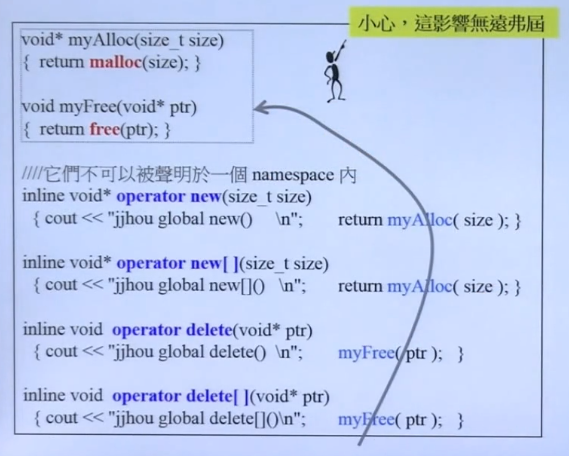 小心，這影響無遠弗屆
void* myAlloc(size_t size)
{ return malloc(size); }
void myFree(void* ptr)
{ return free(ptr); }
////它們不可以被聲明於一個 namespace 內
inline void* operator new(size_t size)
{ cout << "jjhou global new() \n"; return myAlloc( size ); }
inline void* operator new[ ](size_t size)
{ cout << "jjhou global new[]() \n"; return myAlloc( size ); }
inline void operator delete(void* ptr)
{ cout << "jjhou global delete() \n"; myFree( ptr ); }
inline void operator delete[ ](void* ptr)
{ cout << "jjhou global delete[]()\n"; myFree( ptr ); }